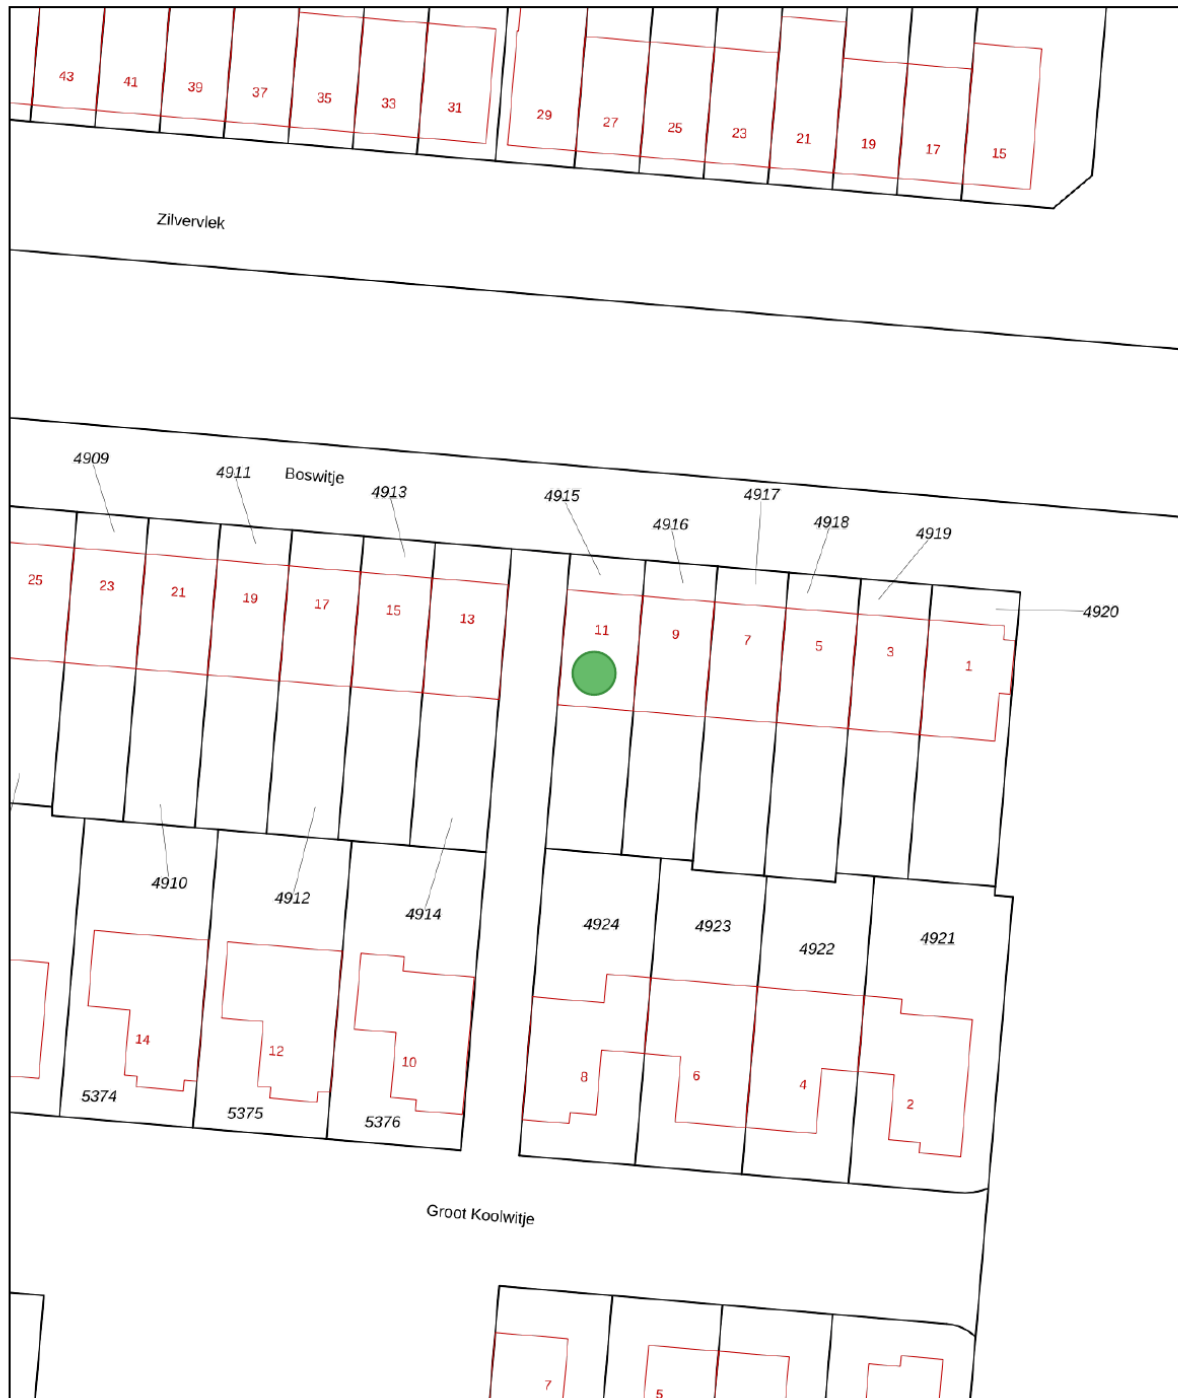 43 41 39 37 35 33 31 29 27 25 23 21 19 17 15
Zilvervlek
Boswitje
4909 4911 4913 4915 4916 4917 4918 4919
4920
25 23 21 19 17 15 13 11 9 7 5 3 1
4910 4912 4914 4924 4923 4922 4921
14 12 10 8 6 4 2
5374 5375 5376
Groot Koolwitje
7 5